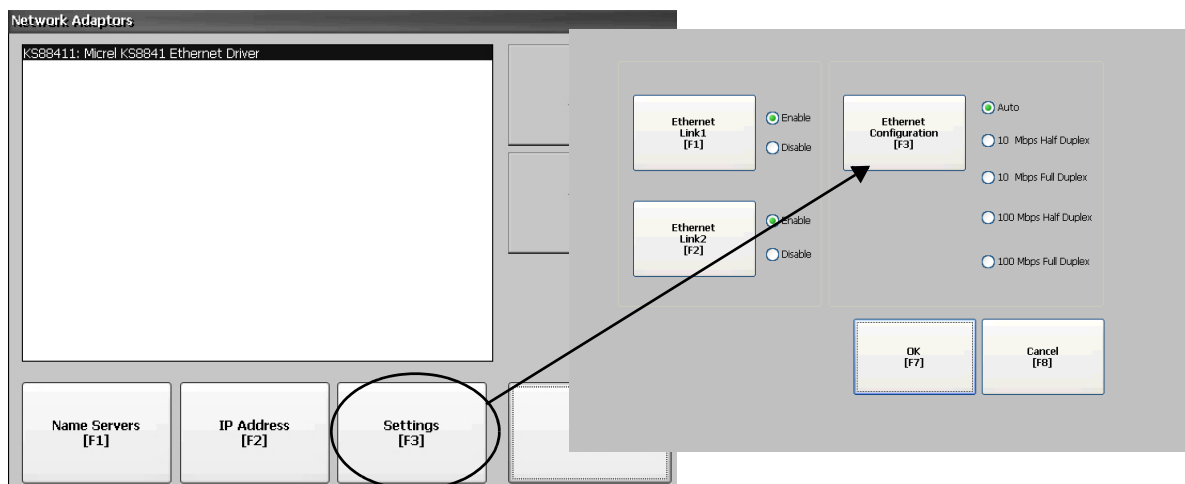 Network Adaptors
KS88411: Micrel KS8841 Ethernet Driver
Name Servers
[F1]
IP Address
[F2]
Settings
[F3]
Ethernet
Link1
[F1]
Enable
Disable
Ethernet
Link2
[F2]
Enable
Disable
Ethernet
Configuration
[F3]
Auto
10 Mbps Half Duplex
10 Mbps Full Duplex
100 Mbps Half Duplex
100 Mbps Full Duplex
OK
[F7]
Cancel
[F8]